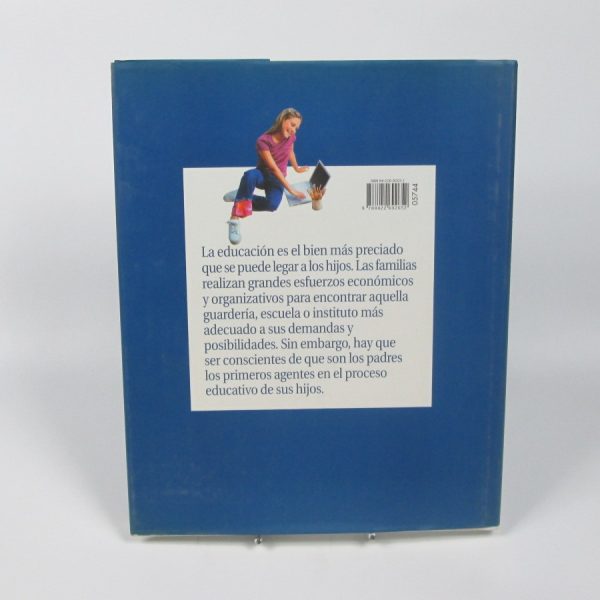 05744
La educación es el bien más preciado
que se puede legar a los hijos. Las familias
realizan grandes esfuerzos económicos
y organizativos para encontrar aquella
guardería, escuela o instituto más
adecuado a sus demandas y
posibilidades. Sin embargo, hay que
ser conscientes de que son los padres
los primeros agentes en el proceso
educativo de sus hijos.